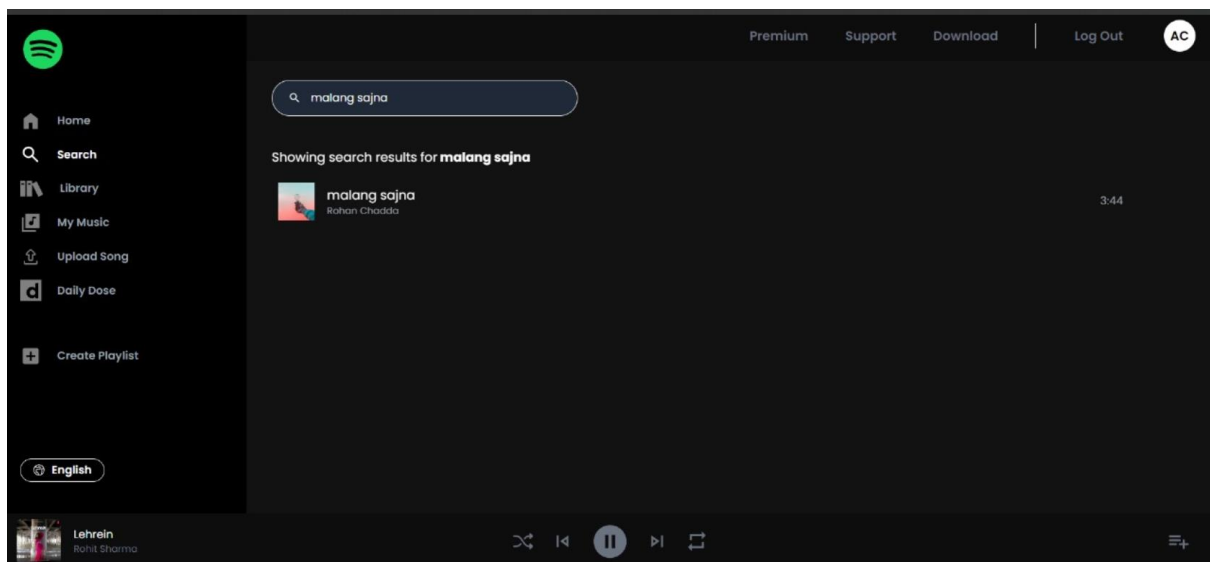 Premium Support Download Log Out AC
malang sajna
Home
Search
Library
My Music
Upload Song
Daily Dose
Create Playlist
English
Showing search results for malang sajna
malang sajna
Rohan Chadda
3:44
Lehrein
Rohit Sharma